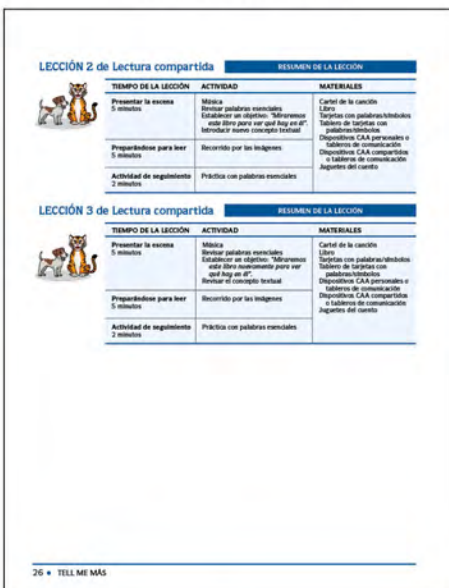 LECCIÓN 2 de Lectura compartida
RESUMEN DE LA LECCIÓN
TIEMPO DE LA LECCIÓN ACTIVIDAD MATERIALES
Presentar la escena
5 minutos
Música
Revisar palabras esenciales
Establecer un objetivo: "Miraremos
este libro para ver qué hay en él".
Introducir nuevo concepto textual
Cartel de la canción
Libro
Tarjetas con palabras/símbolos
Tablero de tarjetas con
palabras/símbolos
Dispositivos CAA personales o
tableros de comunicación
Dispositivos CAA compartidos
o tableros de comunicación
Juguetes del cuento
Preparándose para leer
5 minutos
Recorrido por las imágenes
Actividad de seguimiento
2 minutos
Práctica con palabras esenciales
LECCIÓN 3 de Lectura compartida
RESUMEN DE LA LECCIÓN
TIEMPO DE LA LECCIÓN ACTIVIDAD MATERIALES
Presentar la escena
5 minutos
Música
Revisar palabras esenciales
Establecer un objetivo: "Miraremos
este libro nuevamente para ver
qué hay en él".
Revisar el concepto textual
Cartel de la canción
Libro
Tarjetas con palabras/símbolos
Tablero de tarjetas con
palabras/símbolos
Dispositivos CAA personales o
tableros de comunicación
Dispositivos CAA compartidos
o tableros de comunicación
Juguetes del cuento
Preparándose para leer
5 minutos
Recorrido por las imágenes
Actividad de seguimiento
2 minutos
Práctica con palabras esenciales
26 • TELL ME MÁS